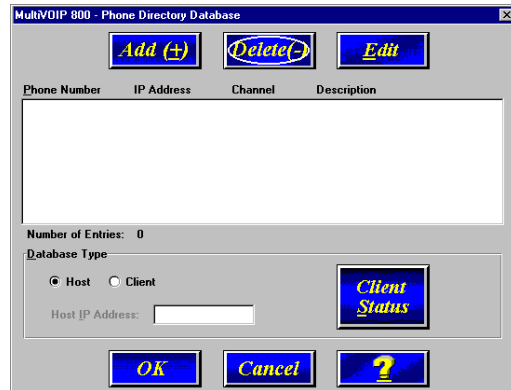 MultiVOIP 800 - Phone Directory Database
Add (+) Delete(-) Edit
Phone Number IP Address Channel Description
Number of Entries: 0
Database Type
Host Client
Host IP Address:
Client
Status
OK Cancel ?